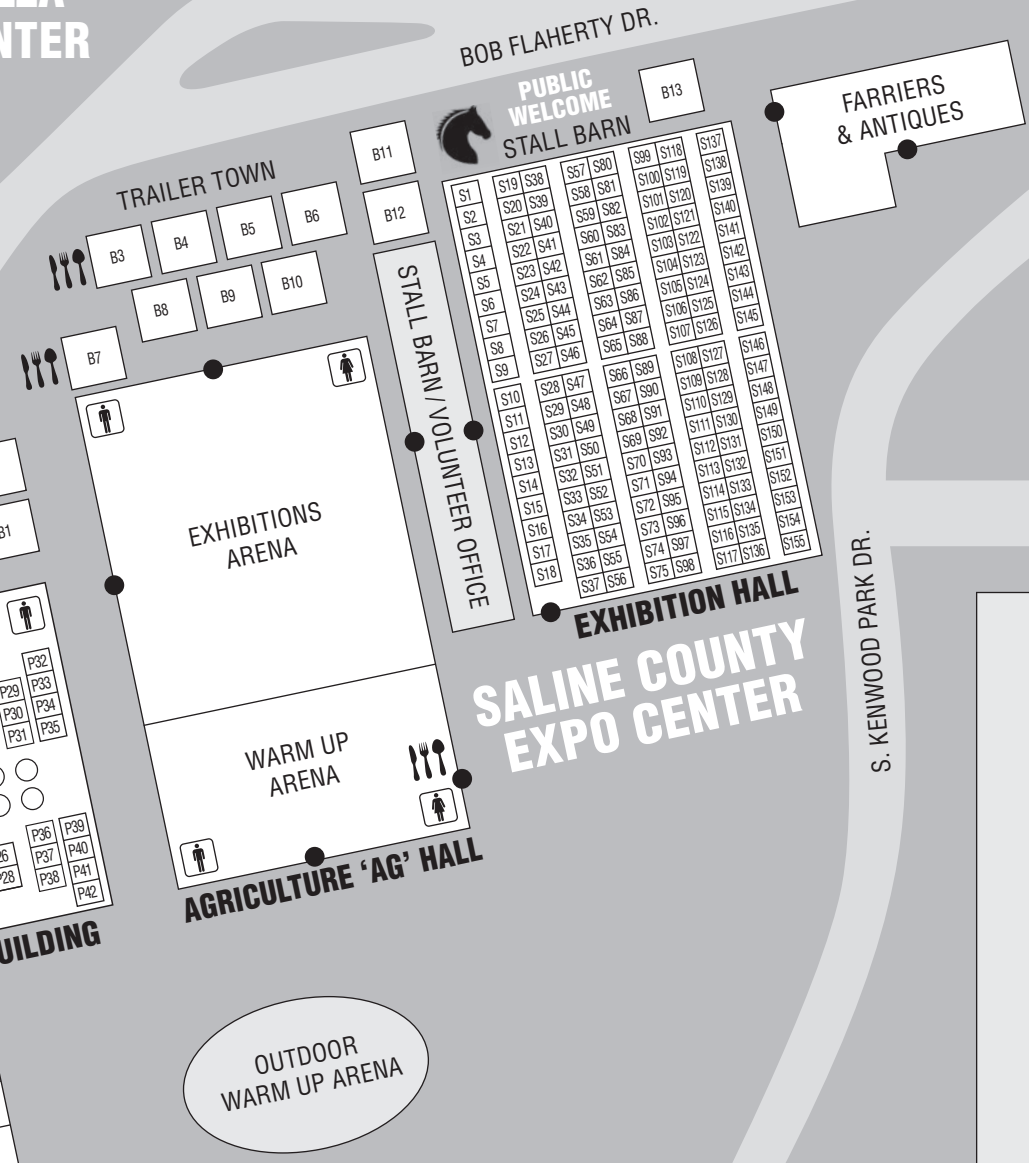 NTER
BOB FLAHERTY DR.
PUBLIC
WELCOME
STALL BARN
B13
FARRIERS
& ANTIQUES
TRAILER TOWN
B11
B12
B3
B4
B5
B6
B8
B9
B10
B7
B1
STALL BARN / VOLUNTEER OFFICE
S1
S2
S3
S4
S5
S6
S7
S8
S9
S10
S11
S12
S13
S14
S15
S16
S17
S18
S19 S38
S20 S39
S21 S40
S22 S41
S23 S42
S24 S43
S25 S44
S26 S45
S27 S46
S28 S47
S29 S48
S30 S49
S31 S50
S32 S51
S33 S52
S34 S53
S35 S54
S36 S55
S37 S56
S57 S80
S58 S81
S59 S82
S60 S83
S61 S84
S62 S85
S63 S86
S64 S87
S65 S88
S66 S89
S67 S90
S68 S91
S69 S92
S70 S93
S71 S94
S72 S95
S73 S96
S74 S97
S75 S98
S99 S118
S100 S119
S101 S120
S102 S121
S103 S122
S104 S123
S105 S124
S106 S125
S107 S126
S108 S127
S109 S128
S110 S129
S111 S130
S112 S131
S113 S132
S114 S133
S115 S134
S116 S135
S117 S136
S137
S138
S139
S140
S141
S142
S143
S144
S145
S146
S147
S148
S149
S150
S151
S152
S153
S154
S155
EXHIBITION HALL
SALINE COUNTY
EXPO CENTER
S. KENWOOD PARK DR.
EXHIBITIONS
ARENA
WARM UP
ARENA
AGRICULTURE ‘AG’ HALL
P32
P29 P33
P30 P34
P31 P35
P36 P39
P37 P40
P38 P41
P42
26
P28
UILDING
OUTDOOR
WARM UP ARENA